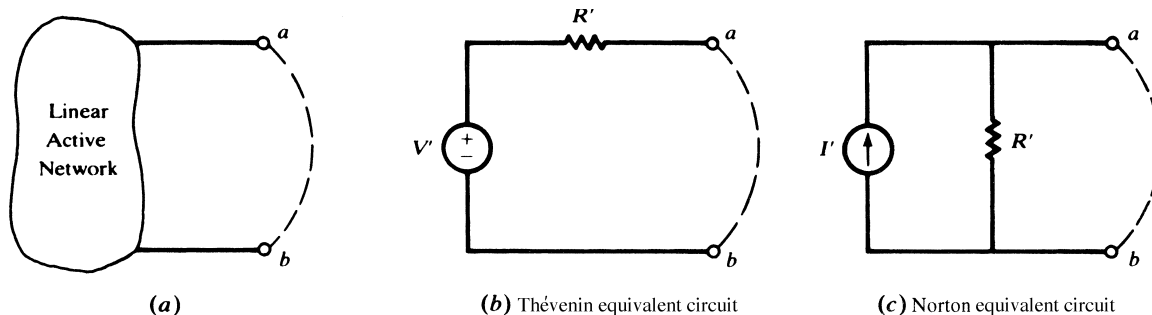 Linear
Active
Network
a
b
(a)
R'
V'
+
−
a
b
(b) Thévenin equivalent circuit
I'
R'
a
b
(c) Norton equivalent circuit